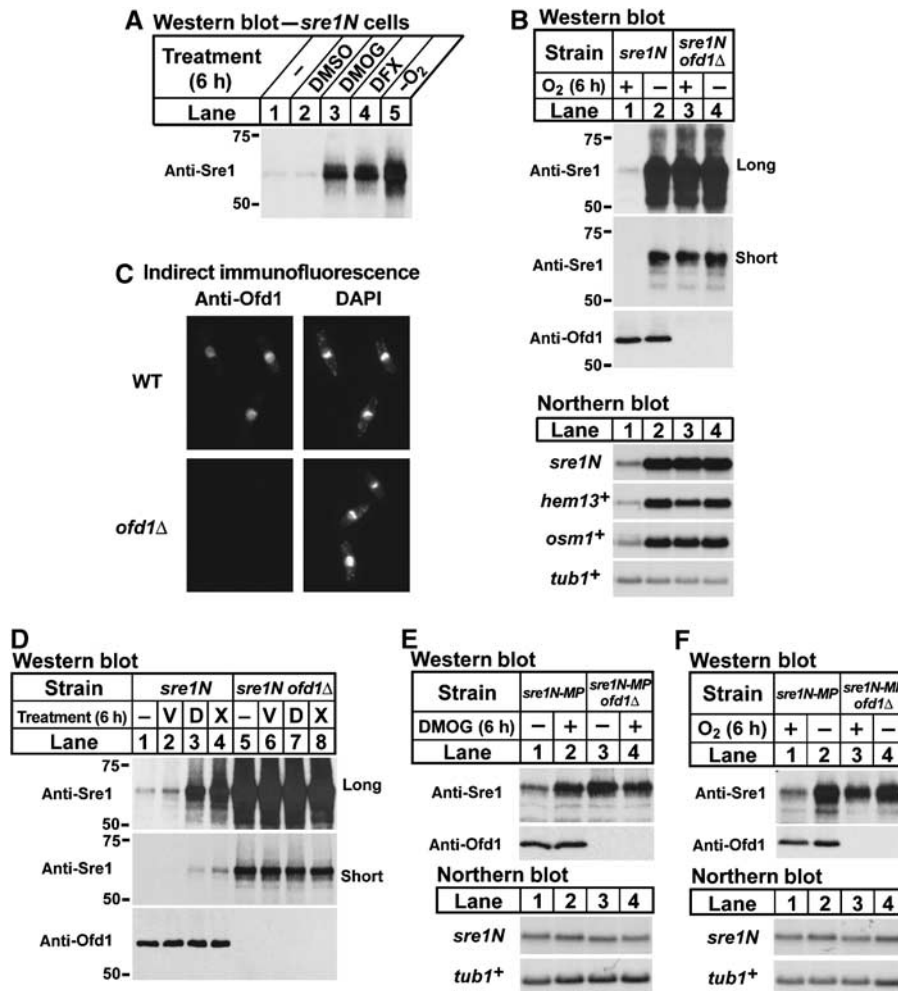 A Western blot—sre1N cells
Treatment (6 h) – DMSO DMOG DFX –O2
Lane 1 2 3 4 5
75
Anti-Sre1
50
B Western blot
Strain sre1N sre1N ofd1Δ
O2 (6 h) + – + –
Lane 1 2 3 4
75
Anti-Sre1 Long
50
75
Anti-Sre1 Short
50
Anti-Ofd1
50
Northern blot
Lane 1 2 3 4
sre1N
hem13+
osm1+
tub1+
C Indirect immunofluorescence
Anti-Ofd1 DAPI
WT
ofd1Δ
D
Western blot
Strain sre1N sre1N ofd1Δ
Treatment (6 h) – V D X – V D X
Lane 1 2 3 4 5 6 7 8
75
Anti-Sre1 Long
50
75
Anti-Sre1 Short
50
Anti-Ofd1
50
E
Western blot
Strain sre1N-MP sre1N-MP ofd1Δ
DMOG (6 h) – + – +
Lane 1 2 3 4
Anti-Sre1
Anti-Ofd1
Northern blot
Lane 1 2 3 4
sre1N
tub1+
F
Western blot
Strain sre1N-MP sre1N-MP ofd1Δ
O2 (6 h) + – + –
Lane 1 2 3 4
Anti-Sre1
Anti-Ofd1
Northern blot
Lane 1 2 3 4
sre1N
tub1+